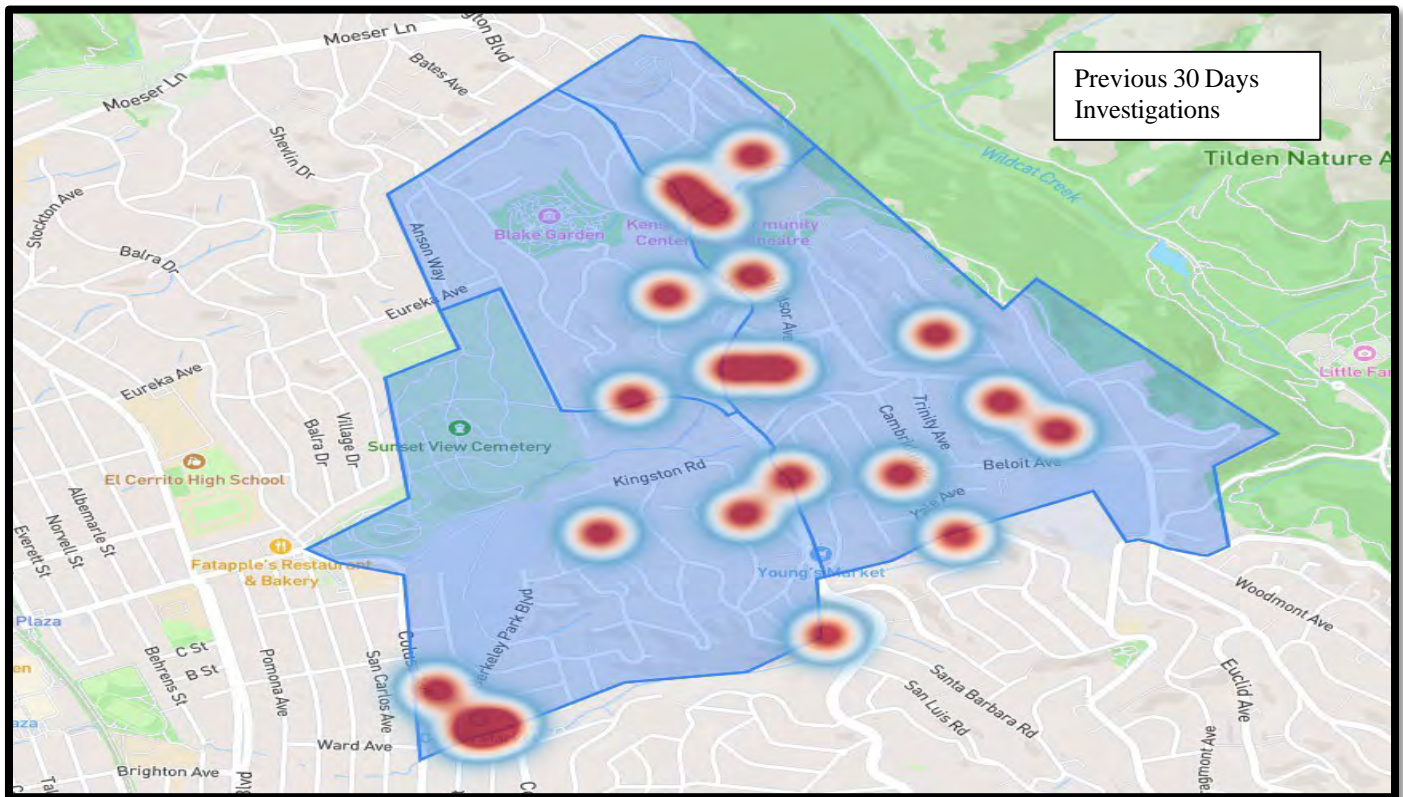 Previous 30 Days
Investigations
Moeser Ln
Moeser Ln
Bates Ave
Shevlin Dr
Stockton Ave
Balra Dr
Anson Way
Eureka Ave
Eureka Ave
Blake Garden
Wildcat Creek
Tilden Nature A
Little Fa
Sunset View Cemetery
Village Dr
Balra Dr
El Cerrito High School
Kingston Rd
Trinity Ave
Beloit Ave
Yale Ave
Albemarle St
Norvell St
Everett St
Fatapple's Restaurant
& Bakery
Young's Market
Plaza
C St
B St
Behrens St
Pomona Ave
San Carlos Ave
Ward Ave
Brighton Ave
Santa Barbara Rd
San Luis Rd
Woodmont Ave
Euclid Ave